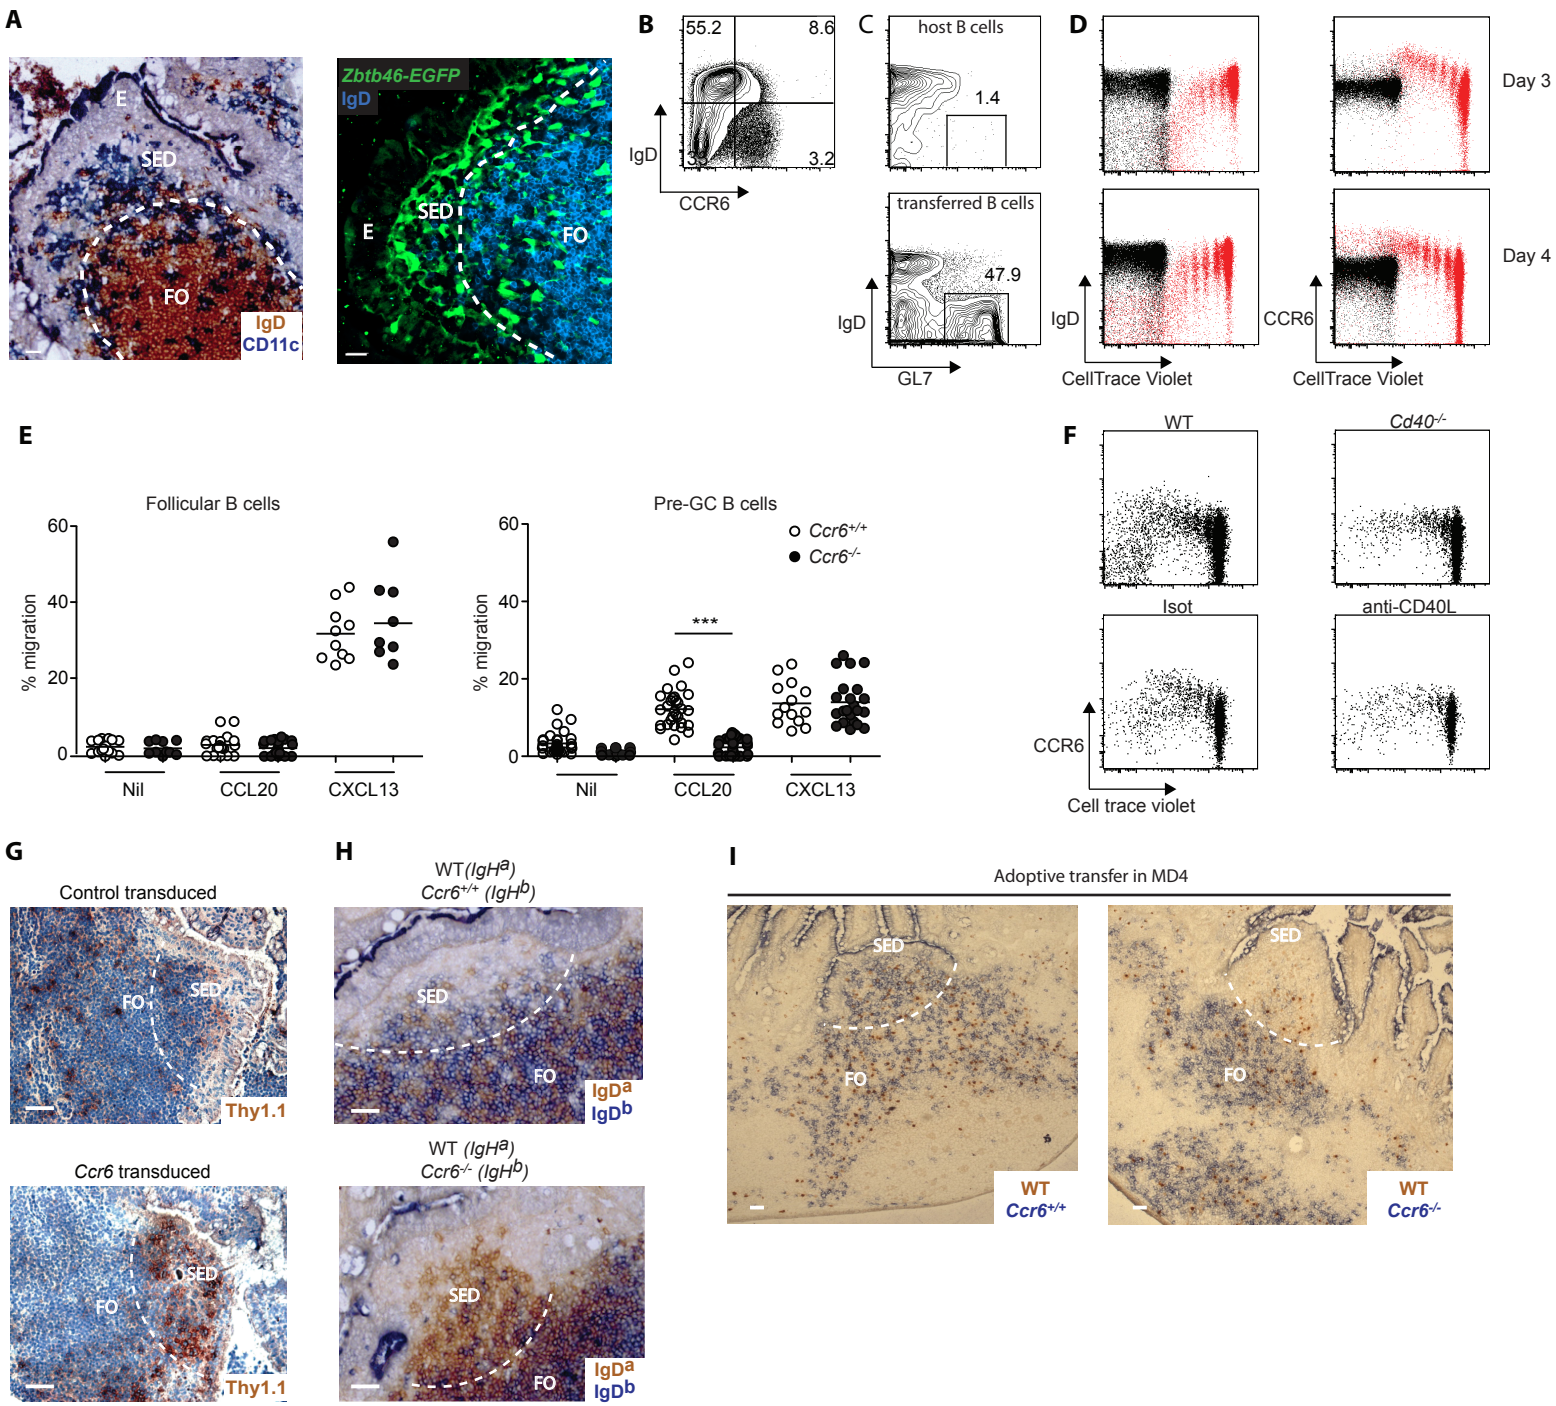 A
E
SED
FO
IgD
CD11c
Zbtb46-EGFP
IgD
E
SED
FO
B
55.2
8.6
3.2
IgD
CCR6
C
host B cells
1.4
transferred B cells
47.9
IgD
GL7
D
Day 3
Day 4
IgD
CellTrace Violet
CCR6
CellTrace Violet
E
Follicular B cells
60
40
20
0
% migration
Nil
CCL20
CXCL13
Pre-GC B cells
Ccr6+/+
Ccr6-/-
60
40
20
0
% migration
***
Nil
CCL20
CXCL13
F
WT
Cd40-/-
Isot
anti-CD40L
CCR6
Cell trace violet
G
Control transduced
FO
SED
Thy1.1
Ccr6 transduced
FO
SED
Thy1.1
H
WT(IgHa)
Ccr6+/+ (IgHb)
SED
FO
IgDa
IgDb
WT (IgHa)
Ccr6-/- (IgHb)
SED
FO
IgDa
IgDb
I
Adoptive transfer in MD4
SED
FO
WT
Ccr6+/+
SED
FO
WT
Ccr6-/-